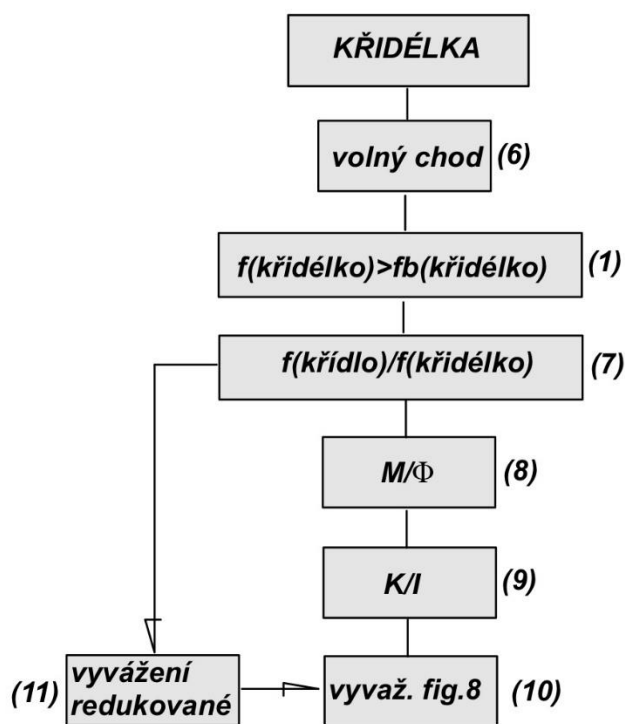 KŘIDÉLKA
volný chod (6)
f(křidélko)>fb(křidélko) (1)
f(křídlo)/f(křidélko) (7)
M/Φ (8)
K/I (9)
(11) vyvážení
redukované
vyvaž. fig.8 (10)